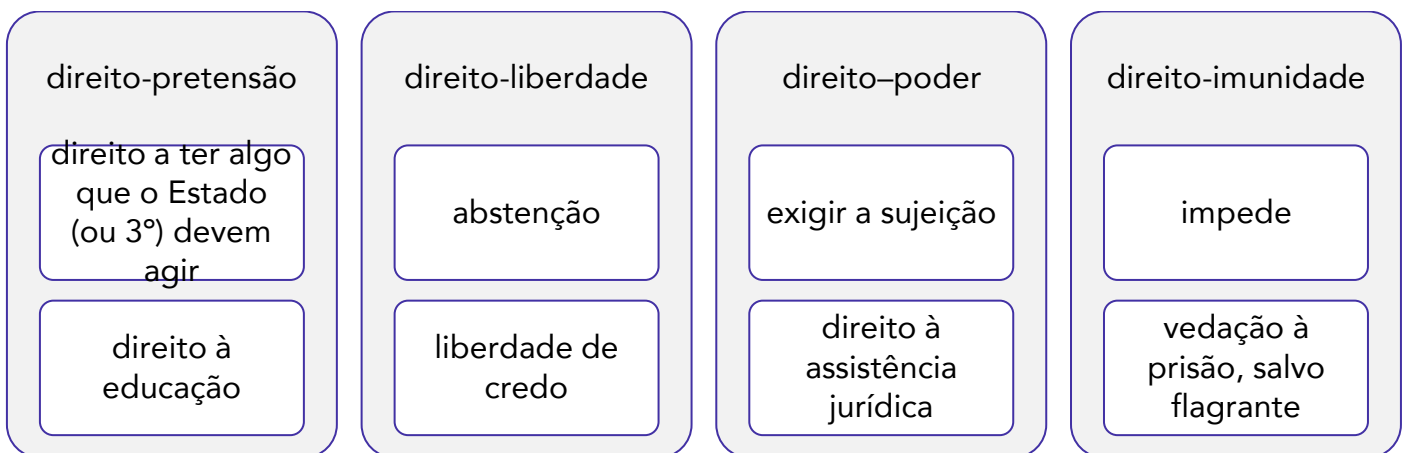 direito-pretensão
direito a ter algo
que o Estado
(ou 3º) devem
agir
direito à
educação
direito-liberdade
abstenção
liberdade de
credo
direito–poder
exigir a sujeição
direito à
assistência
jurídica
direito-imunidade
impede
vedação à
prisão, salvo
flagrante